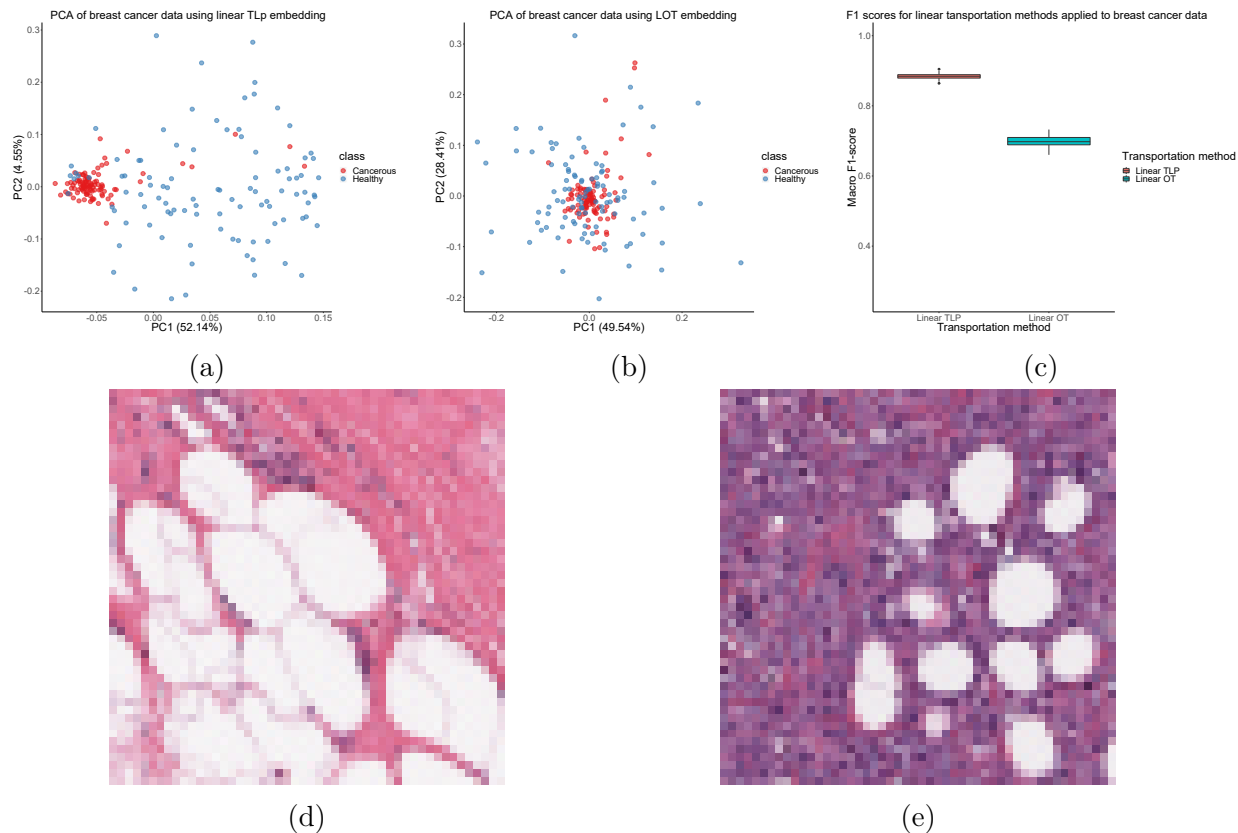 PCA of breast cancer data using linear TLp embedding
0.3
0.2
0.1
0.0
-0.1
-0.2
PC2 (4.55%)
-0.05
0.00
0.05
0.10
0.15
PC1 (52.14%)
class
Cancerous
Healthy
(a)
PCA of breast cancer data using LOT embedding
0.3
0.2
0.1
0.0
-0.1
-0.2
PC2 (28.41%)
-0.2
0.0
0.2
PC1 (49.54%)
class
Cancerous
Healthy
(b)
F1 scores for linear tansportation methods applied to breast cancer data
1.0
0.8
0.6
0.4
Macro F1-score
Linear TLP
Linear OT
Transportation method
Transportation method
Linear TLP
Linear OT
(c)
(d)
(e)